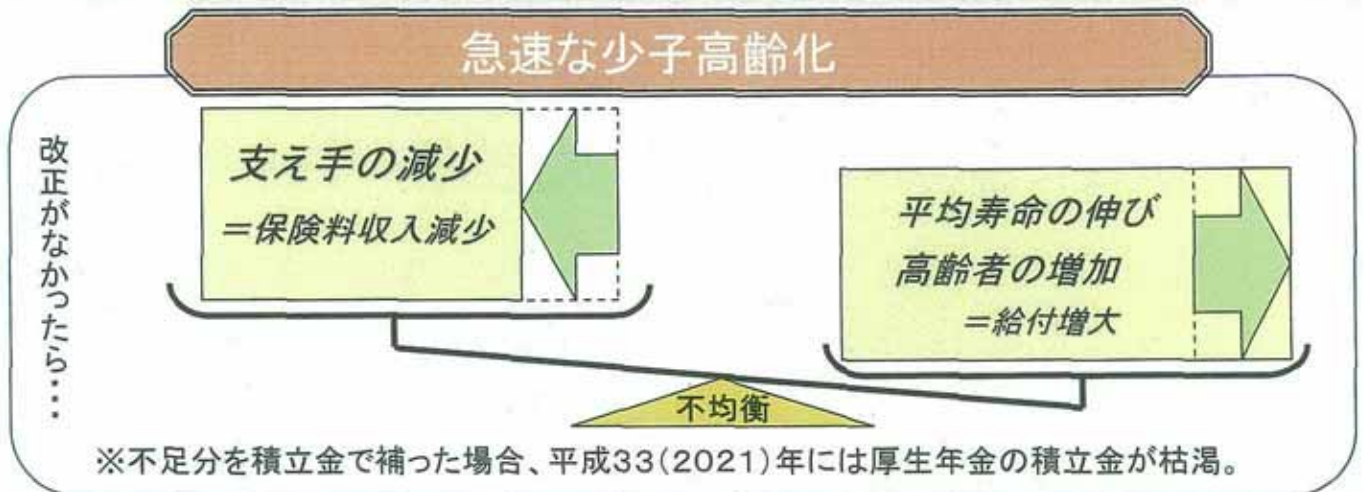 急速な少子高齢化
改正がなかったら・・・・
支え手の減少
＝保険料収入減少
平均寿命の伸び
高齢者の増加
＝給付増大
不均衡
※不足分を積立金で補った場合、平成33(2021)年には厚生年金の積立金が枯渇。